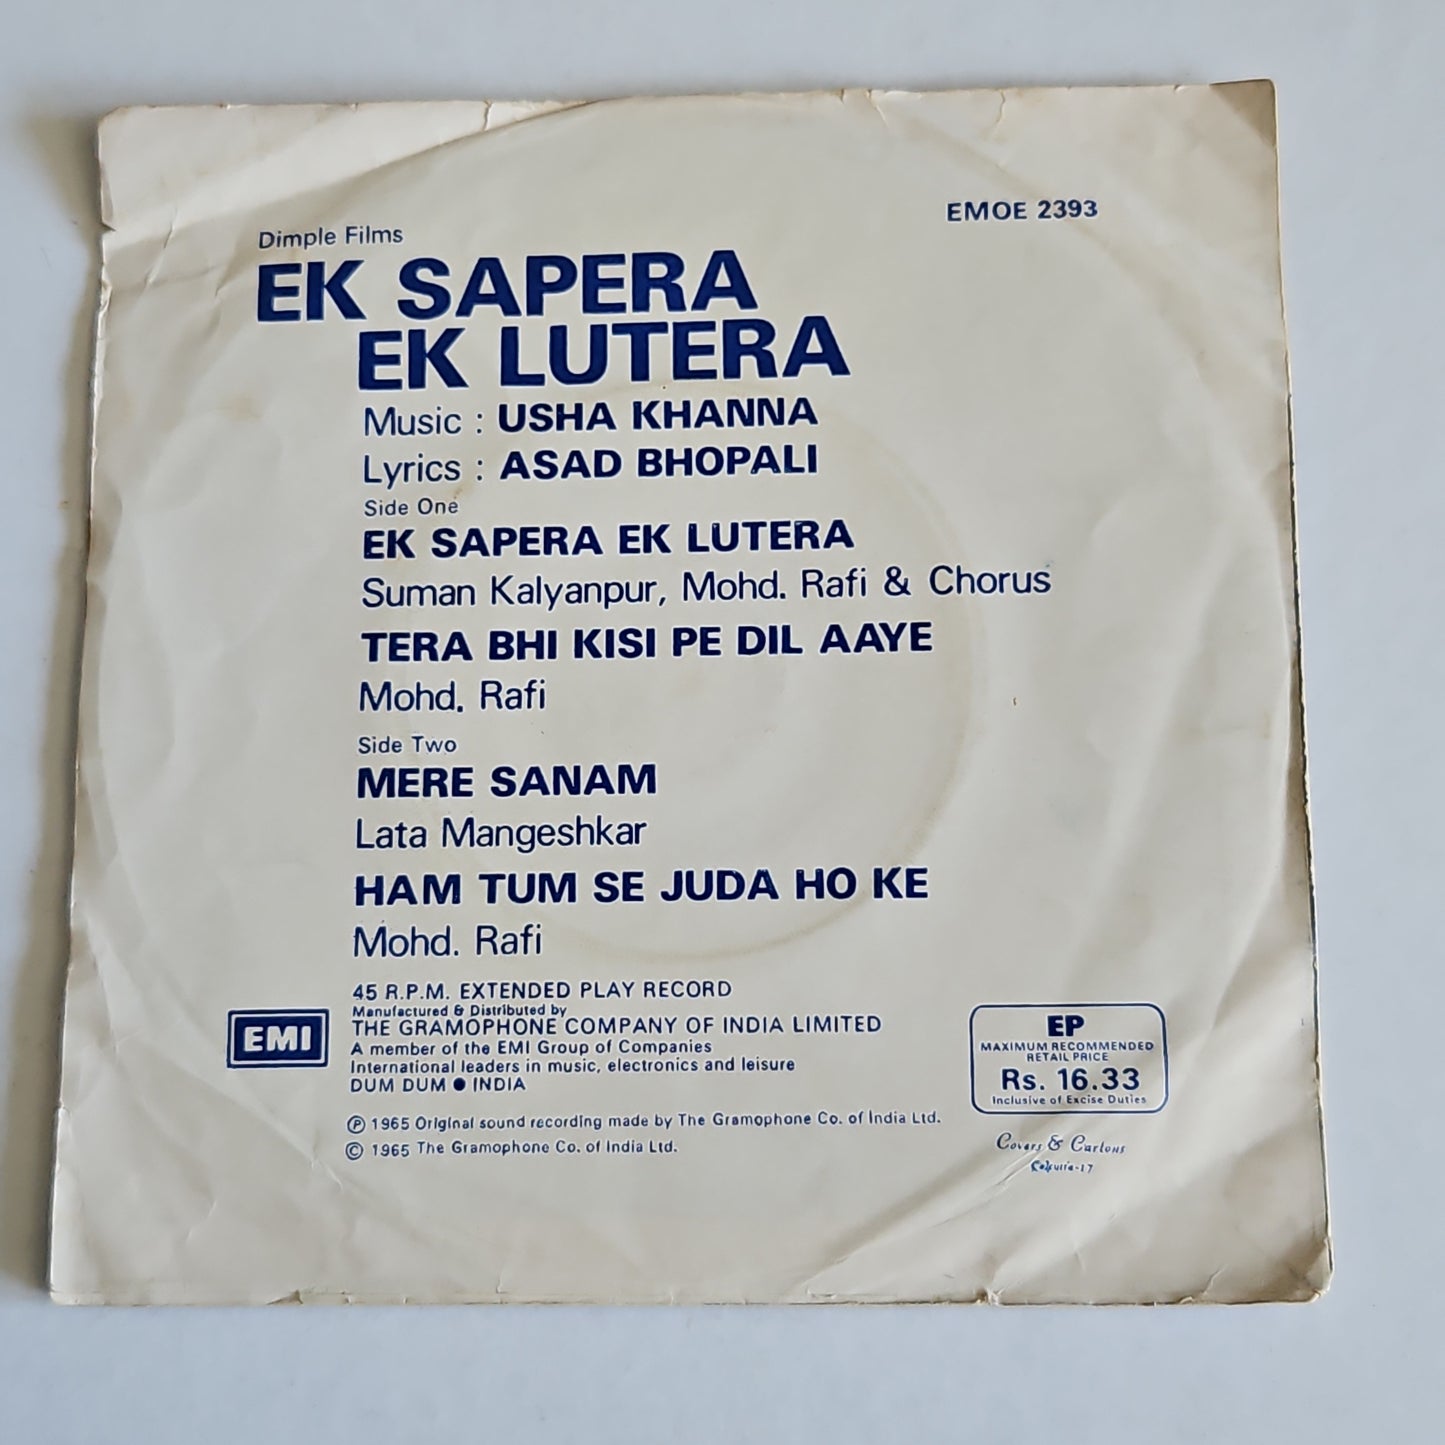 EMOE 2393
Dimple Films
EK SAPERA
EK LUTERA
Music : USHA KHANNA
Lyrics : ASAD BHOPALI
Side One
EK SAPERA EK LUTERA
Suman Kalyanpur, Mohd. Rafi & Chorus
TERA BHI KISI PE DIL AAYE
Mohd. Rafi
Side Two
MERE SANAM
Lata Mangeshkar
HAM TUM SE JUDA HO KE
Mohd. Rafi
45 R.P.M. EXTENDED PLAY RECORD
Manufactured & Distributed by
THE GRAMOPHONE COMPANY OF INDIA LIMITED
A member of the EMI Group of Companies
International leaders in music, electronics and leisure
DUM DUM ● INDIA
EMI
℗ 1965 Original sound recording made by The Gramophone Co. of India Ltd.
© 1965 The Gramophone Co. of India Ltd.
EP
MAXIMUM RECOMMENDED
RETAIL PRICE
Rs. 16.33
Inclusive of Excise Duties
Covers & Cartons